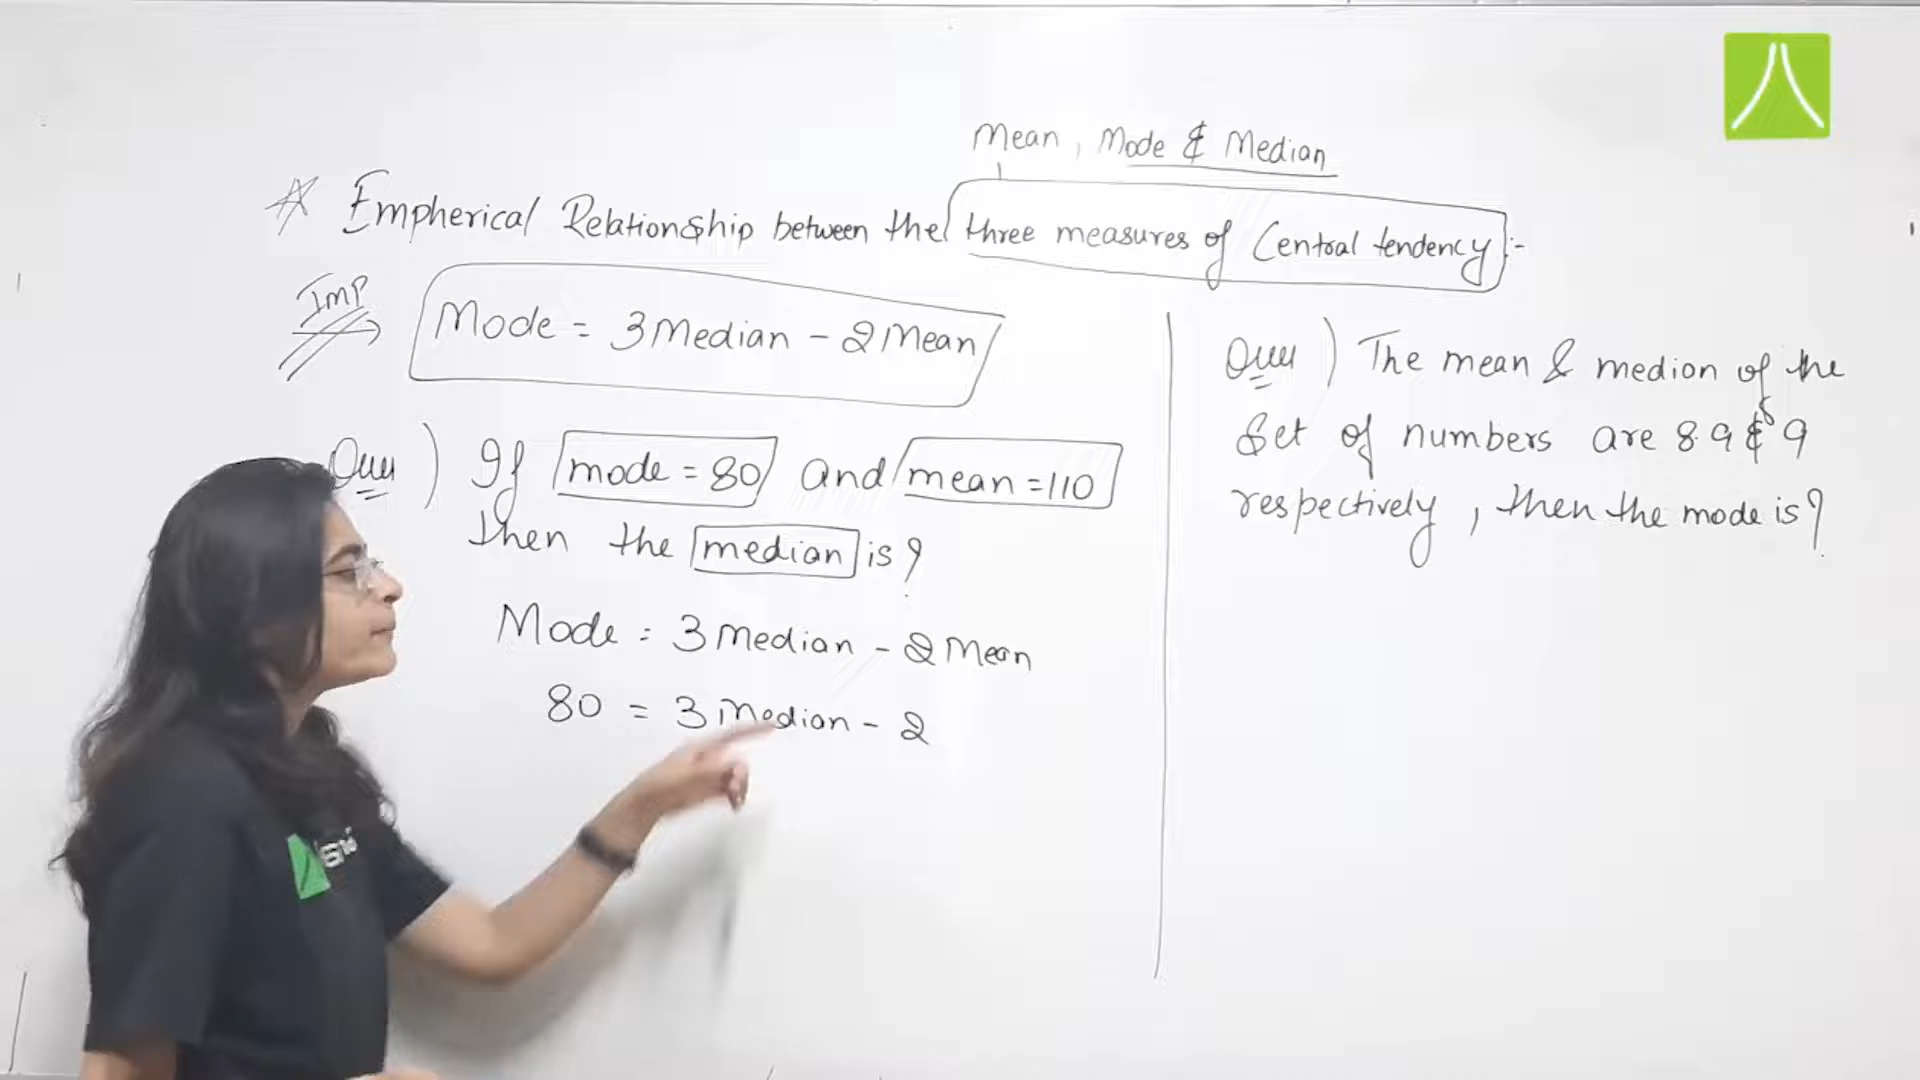 Mean, Mode & Median
Empherical Relationship between the three measures of Central tendency :-
Imp
Mode = 3 Median - 2 Mean
Que) If mode = 80 and mean = 110
then the median is?
Mode = 3 Median - 2 Mean
80 = 3 Median - 2
Que) The mean & median of the
set of numbers are 8.9 & 9
respectively, then the mode is?